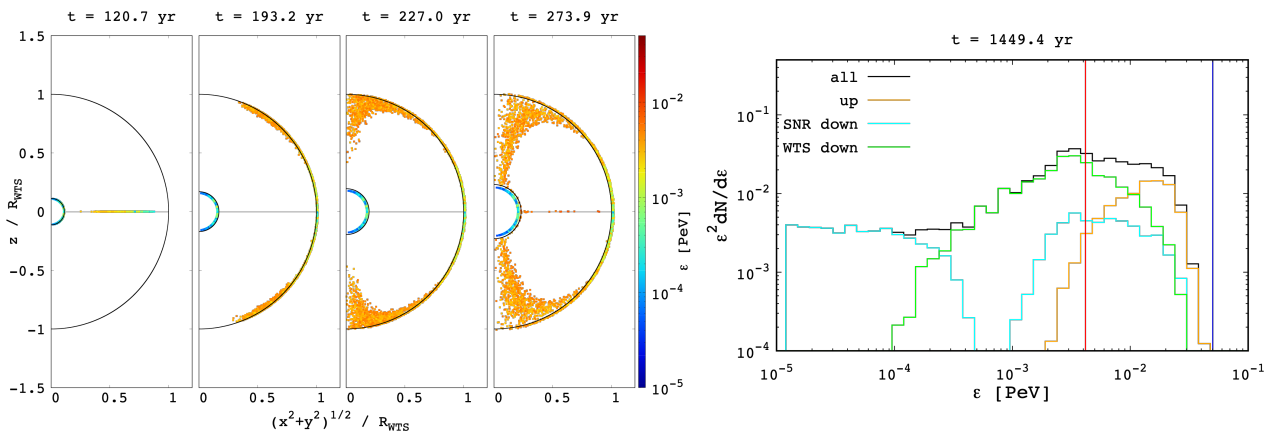 t = 120.7 yr
t = 193.2 yr
t = 227.0 yr
t = 273.9 yr
1.5
1
0.5
0
-0.5
-1
-1.5
z / R_WTS
0 0.5 1
0 0.5 1
0 0.5 1
0 0.5 1
(x²+y²)^1/2 / R_WTS
10⁻²
10⁻³
10⁻⁴
10⁻⁵
ε [PeV]
t = 1449.4 yr
all
up
SNR down
WTS down
10⁻¹
10⁻²
10⁻³
10⁻⁴
ε²dN/dε
10⁻⁵ 10⁻⁴ 10⁻³ 10⁻² 10⁻¹
ε [PeV]